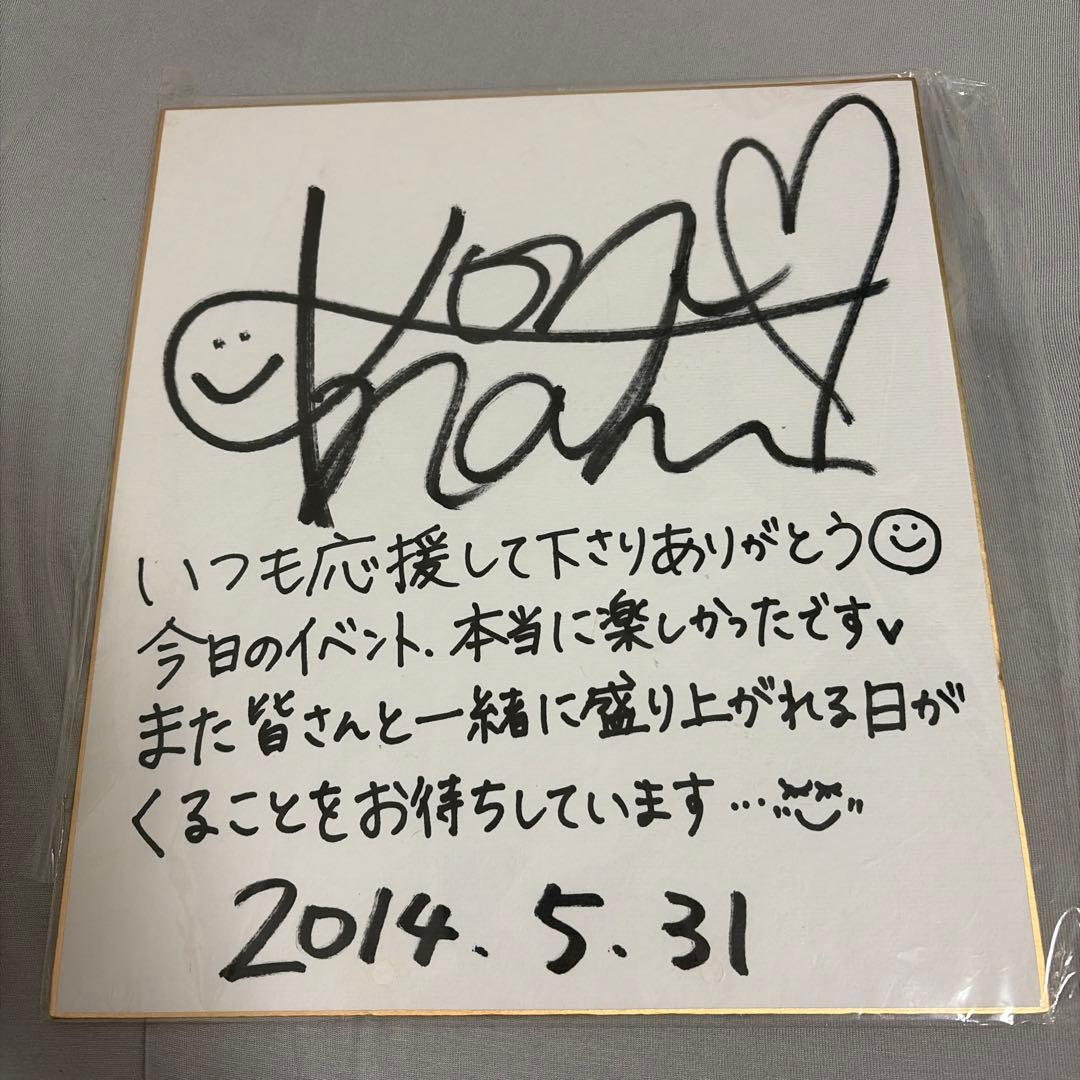 いつも応援して下さりありがとう
今日のイベント、本当に楽しかったです♥
また皆さんと一緒に盛り上がれる日が
くることをお待ちしています…
2014.5.31